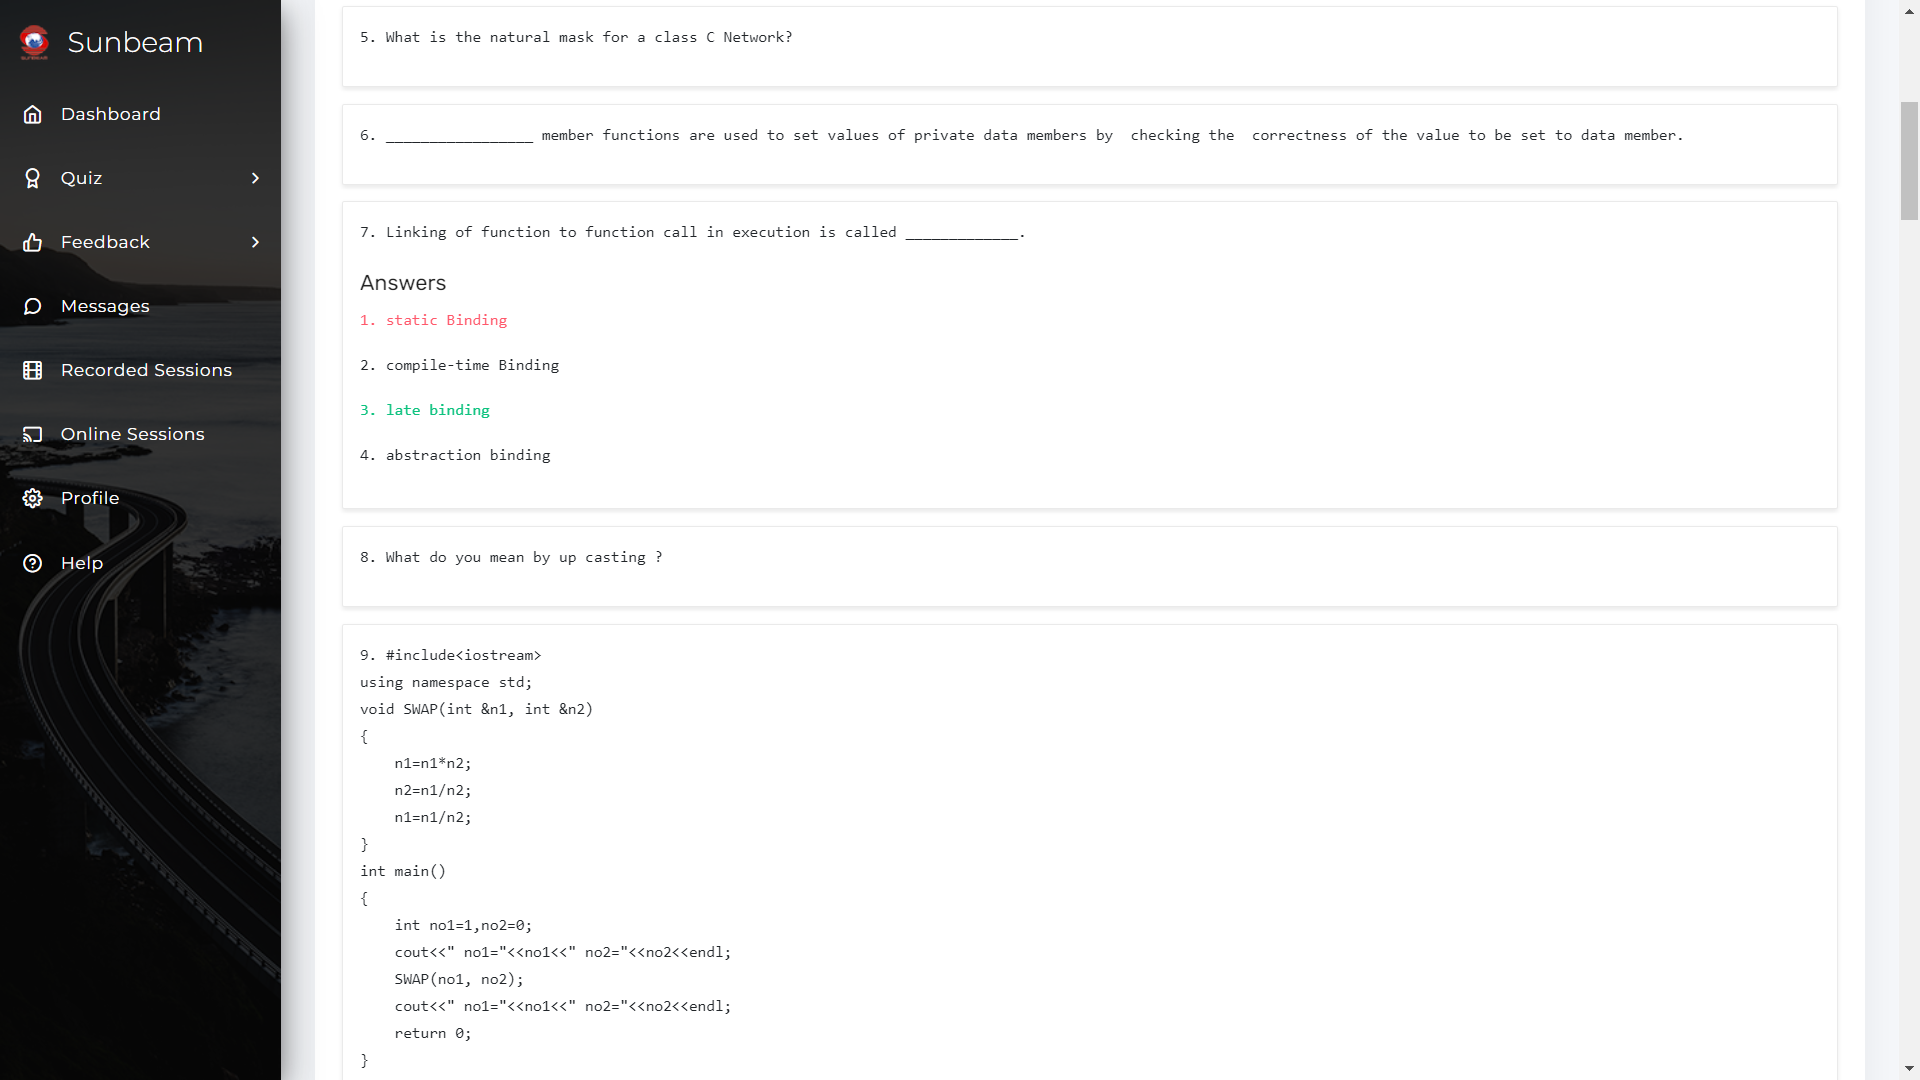 Sunbeam
Dashboard
Quiz
Feedback
Messages
Recorded Sessions
Online Sessions
Profile
Help
5. What is the natural mask for a class C Network?
6. _________________ member functions are used to set values of private data members by  checking the  correctness of the value to be set to data member.
7. Linking of function to function call in execution is called _____________.
Answers
1. static Binding
2. compile-time Binding
3. late binding
4. abstraction binding
8. What do you mean by up casting ?
9. #include<iostream>
using namespace std;
void SWAP(int &n1, int &n2)
{
    n1=n1*n2;
    n2=n1/n2;
    n1=n1/n2;
}
int main()
{
    int no1=1,no2=0;
    cout<<" no1="<<no1<<" no2="<<no2<<endl;
    SWAP(no1, no2);
    cout<<" no1="<<no1<<" no2="<<no2<<endl;
    return 0;
}